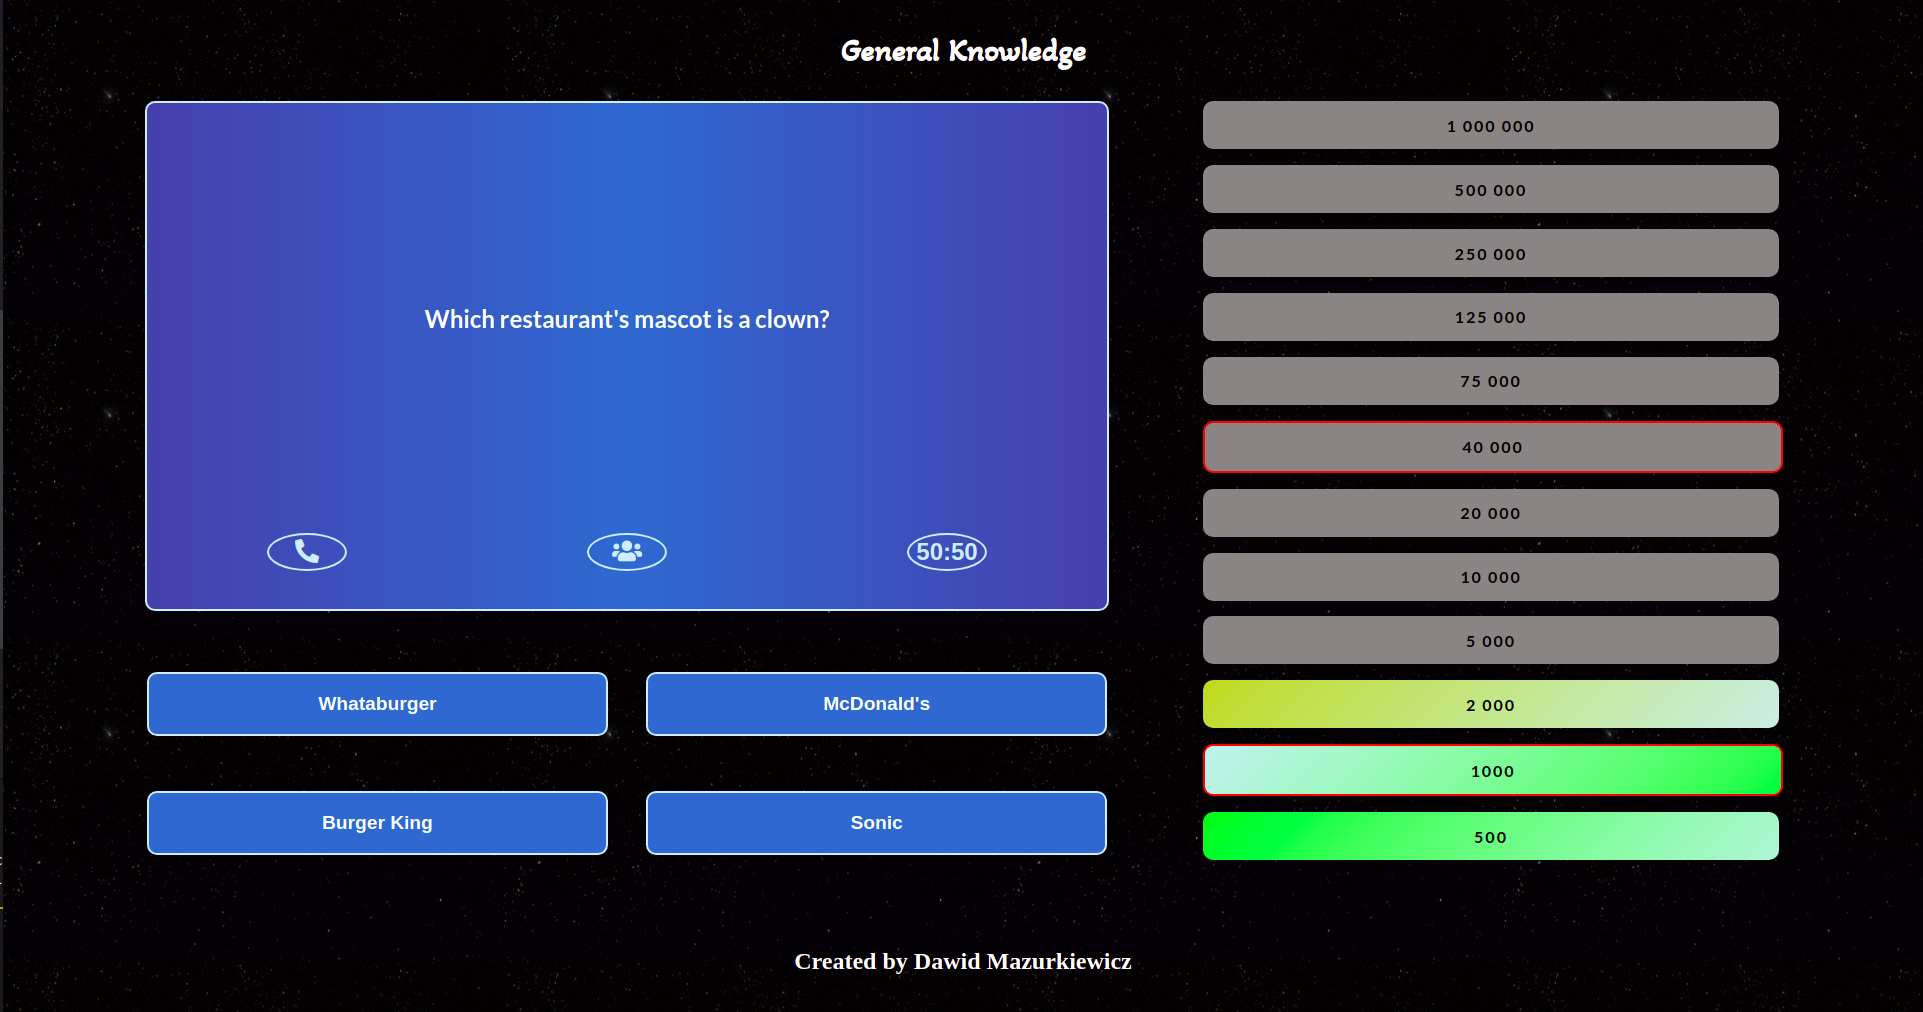 General Knowledge
Which restaurant's mascot is a clown?
50:50
Whataburger
McDonald's
Burger King
Sonic
1 000 000
500 000
250 000
125 000
75 000
40 000
20 000
10 000
5 000
2 000
1000
500
Created by Dawid Mazurkiewicz